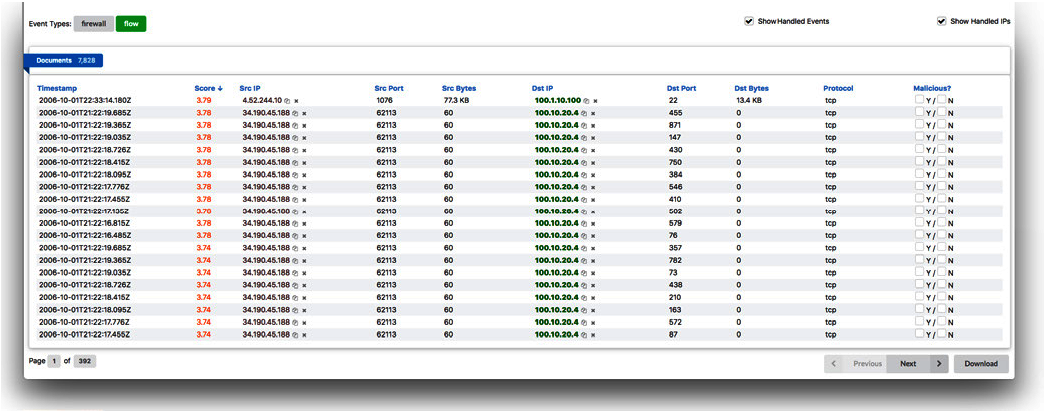 Event Types: firewall flow Show Handled Events Show Handled IPs
Documents 7,828
Timestamp Score ↓ Src IP Src Port Src Bytes Dst IP Dst Port Dst Bytes Protocol Malicious?
2006-10-01T22:33:14.180Z 3.79 4.52.244.10 1076 77.3 KB 100.1.10.100 22 13.4 KB tcp Y / N
2006-10-01T21:22:19.685Z 3.78 34.190.45.188 62113 60 100.10.20.4 455 0 tcp Y / N
2006-10-01T21:22:19.365Z 3.78 34.190.45.188 62113 60 100.10.20.4 871 0 tcp Y / N
2006-10-01T21:22:19.035Z 3.78 34.190.45.188 62113 60 100.10.20.4 147 0 tcp Y / N
2006-10-01T21:22:18.726Z 3.78 34.190.45.188 62113 60 100.10.20.4 430 0 tcp Y / N
2006-10-01T21:22:18.415Z 3.78 34.190.45.188 62113 60 100.10.20.4 750 0 tcp Y / N
2006-10-01T21:22:18.095Z 3.78 34.190.45.188 62113 60 100.10.20.4 384 0 tcp Y / N
2006-10-01T21:22:17.776Z 3.78 34.190.45.188 62113 60 100.10.20.4 546 0 tcp Y / N
2006-10-01T21:22:17.455Z 3.78 34.190.45.188 62113 60 100.10.20.4 410 0 tcp Y / N
62113 60 100.10.20.4 0 tcp Y / N
2006-10-01T21:22:16.815Z 3.78 34.190.45.188 62113 60 100.10.20.4 579 0 tcp Y / N
2006-10-01T21:22:16.485Z 3.78 34.190.45.188 62113 60 100.10.20.4 76 0 tcp Y / N
2006-10-01T21:22:19.685Z 3.74 34.190.45.188 62113 60 100.10.20.4 357 0 tcp Y / N
2006-10-01T21:22:19.365Z 3.74 34.190.45.188 62113 60 100.10.20.4 782 0 tcp Y / N
2006-10-01T21:22:19.035Z 3.74 34.190.45.188 62113 60 100.10.20.4 73 0 tcp Y / N
2006-10-01T21:22:18.726Z 3.74 34.190.45.188 62113 60 100.10.20.4 438 0 tcp Y / N
2006-10-01T21:22:18.415Z 3.74 34.190.45.188 62113 60 100.10.20.4 210 0 tcp Y / N
2006-10-01T21:22:18.095Z 3.74 34.190.45.188 62113 60 100.10.20.4 163 0 tcp Y / N
2006-10-01T21:22:17.776Z 3.74 34.190.45.188 62113 60 100.10.20.4 572 0 tcp Y / N
2006-10-01T21:22:17.455Z 3.74 34.190.45.188 62113 60 100.10.20.4 87 0 tcp Y / N
Page 1 of 392 < Previous Next > Download